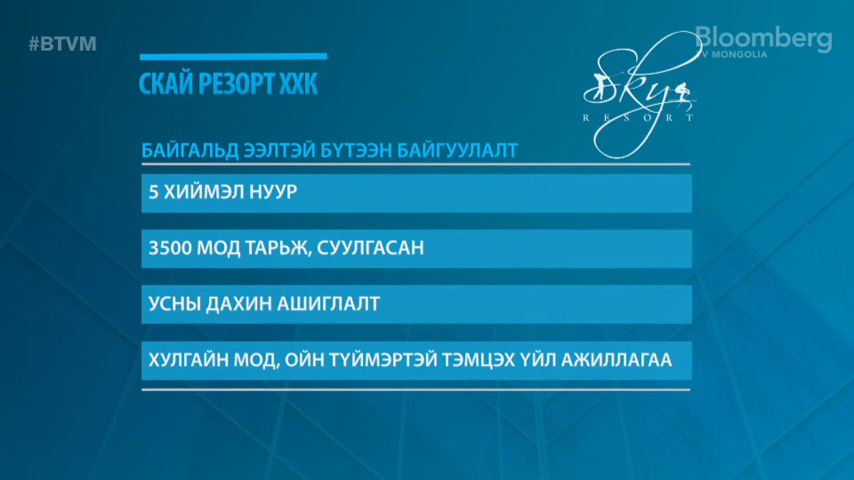 #BTVM
Bloomberg
TV MONGOLIA
СКАЙ РЕЗОРТ ХХК
Sky
RESORT
БАЙГАЛЬД ЭЭЛТЭЙ БҮТЭЭН БАЙГУУЛАЛТ
5 ХИЙМЭЛ НУУР
3500 МОД ТАРЬЖ, СУУЛГАСАН
УСНЫ ДАХИН АШИГЛАЛТ
ХУЛГАЙН МОД, ОЙН ТҮЙМЭРТЭЙ ТЭМЦЭХ ҮЙЛ АЖИЛЛАГАА